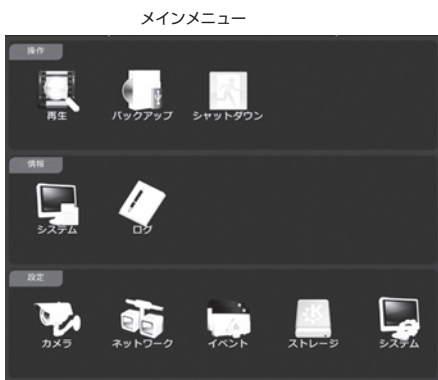 メインメニュー
操作
再生 バックアップ シャットダウン
情報
システム ログ
設定
カメラ ネットワーク イベント ストレージ システム